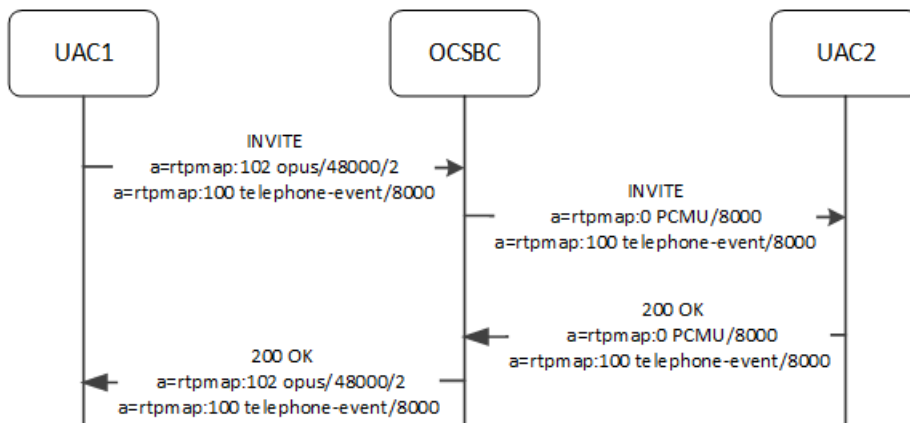 UAC1
OCSBC
UAC2
INVITE
a=rtpmap:102 opus/48000/2
a=rtpmap:100 telephone-event/8000
INVITE
a=rtpmap:0 PCMU/8000
a=rtpmap:100 telephone-event/8000
200 OK
a=rtpmap:0 PCMU/8000
a=rtpmap:100 telephone-event/8000
200 OK
a=rtpmap:102 opus/48000/2
a=rtpmap:100 telephone-event/8000